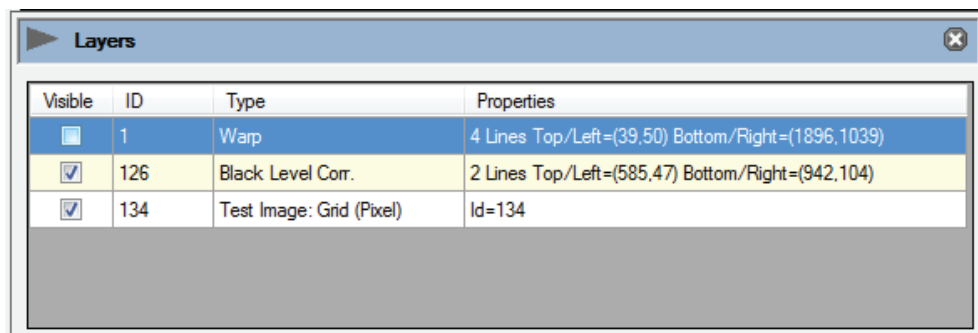 Layers
Visible ID Type Properties
1 Warp 4 Lines Top/Left=(39,50) Bottom/Right=(1896,1039)
126 Black Level Corr. 2 Lines Top/Left=(585,47) Bottom/Right=(942,104)
134 Test Image: Grid (Pixel) Id=134